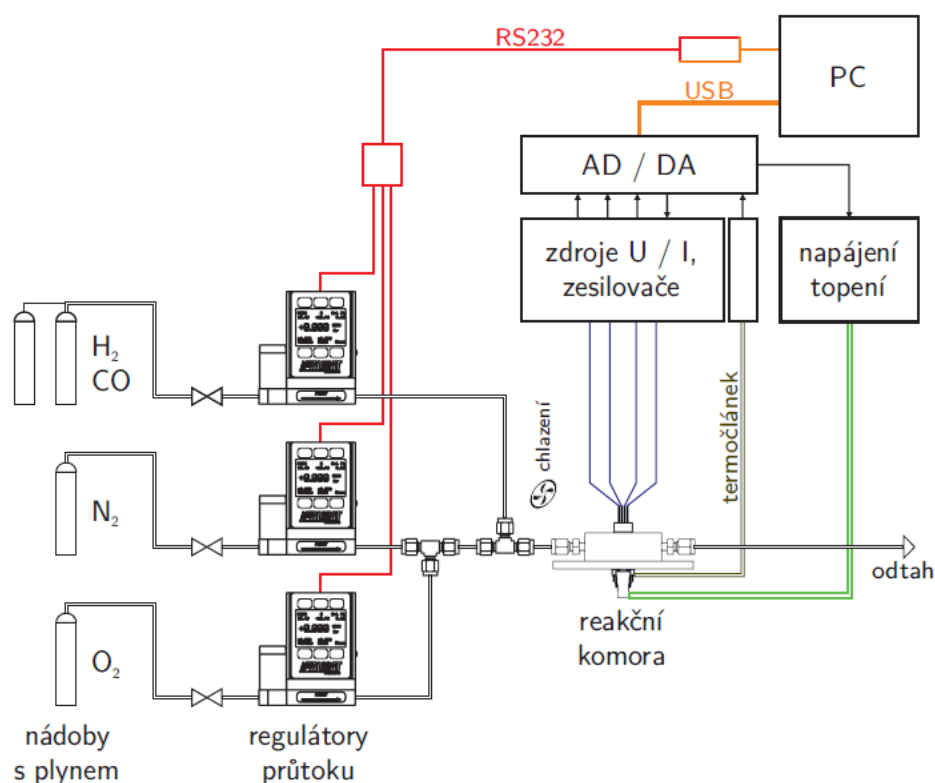 RS232
PC
USB
AD / DA
zdroje U / I,
zesilovače
napájení
topení
H₂
CO
chlazení
termočlánek
N₂
odtah
reakční
komora
O₂
nádoby
s plynem
regulátory
průtoku